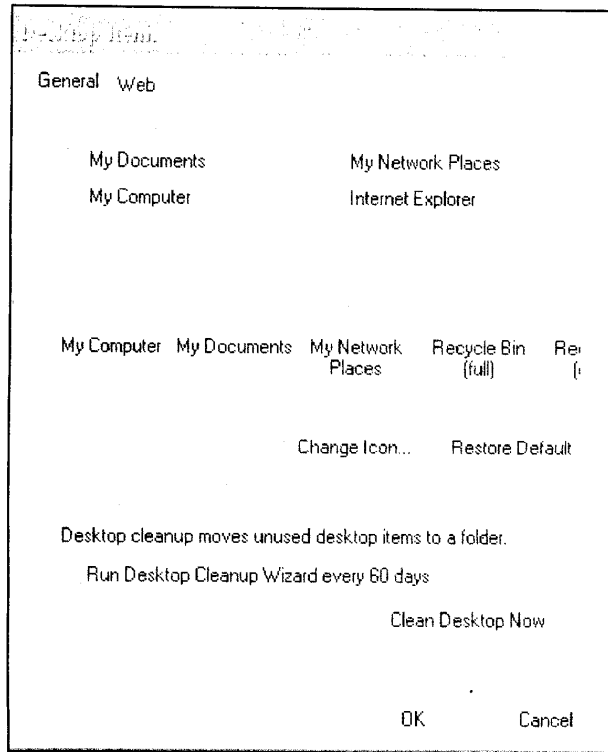 General Web
My Documents My Network Places
My Computer Internet Explorer
My Computer My Documents My Network Recycle Bin
Places (full)
Change Icon... Restore Default
Desktop cleanup moves unused desktop items to a folder.
Run Desktop Cleanup Wizard every 60 days
Clean Desktop Now
OK Cancel